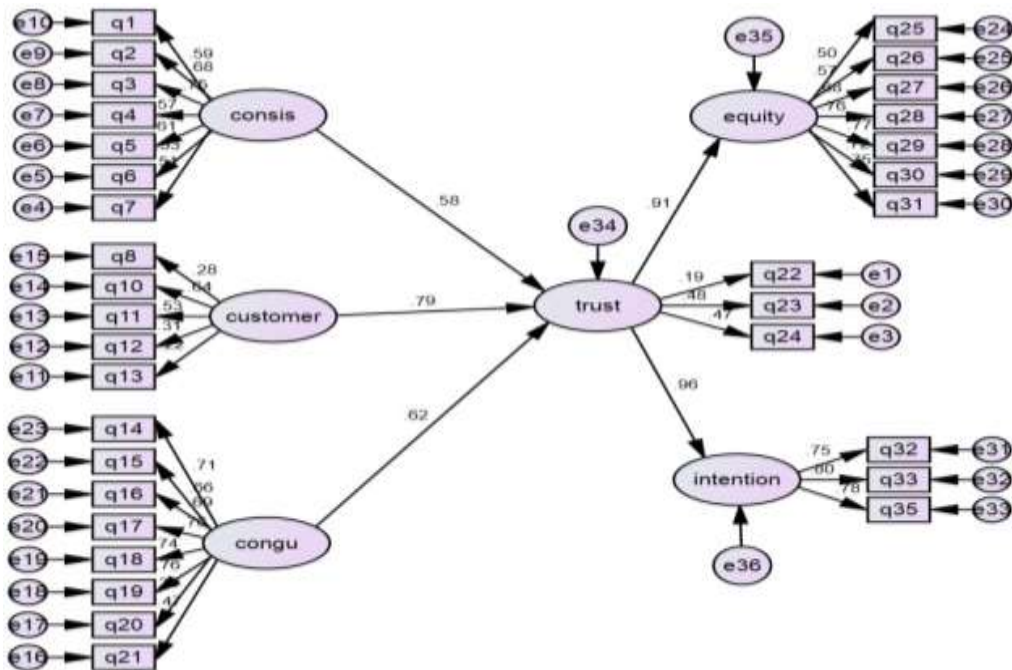 e10 q1
e9 q2
e8 q3
e7 q4
e6 q5
e5 q6
e4 q7
.59
.68
.57
.61
consis
.58
e15 q8
e14 q10
e13 q11
e12 q12
e11 q13
.28
.64
.53
.31
customer
.79
e23 q14
e22 q15
e21 q16
e20 q17
e19 q18
e18 q19
e17 q20
e16 q21
.71
.66
.69
.74
.76
congu
.62
e34
trust
.91
.96
.19
.48
.47
q22 e1
q23 e2
q24 e3
e35
equity
.50
.57
.76
.77
q25 e24
q26 e25
q27 e26
q28 e27
q29 e28
q30 e29
q31 e30
intention
e36
.75
.78
q32 e31
q33 e32
q35 e33